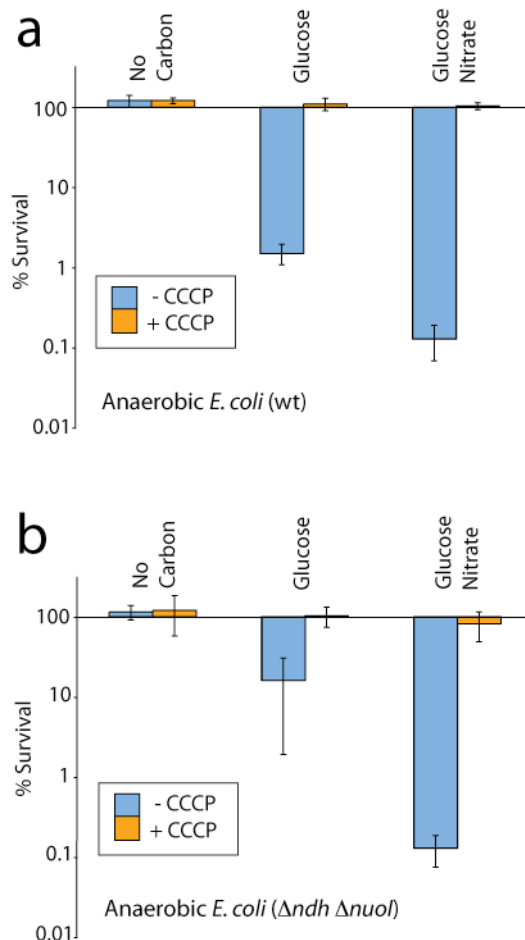 a
No Carbon
Glucose
Glucose Nitrate
% Survival
100
10
1
0.1
0.01
- CCCP
+ CCCP
Anaerobic E. coli (wt)
b
No Carbon
Glucose
Glucose Nitrate
% Survival
100
10
1
0.1
0.01
- CCCP
+ CCCP
Anaerobic E. coli (Δndh Δnuol)